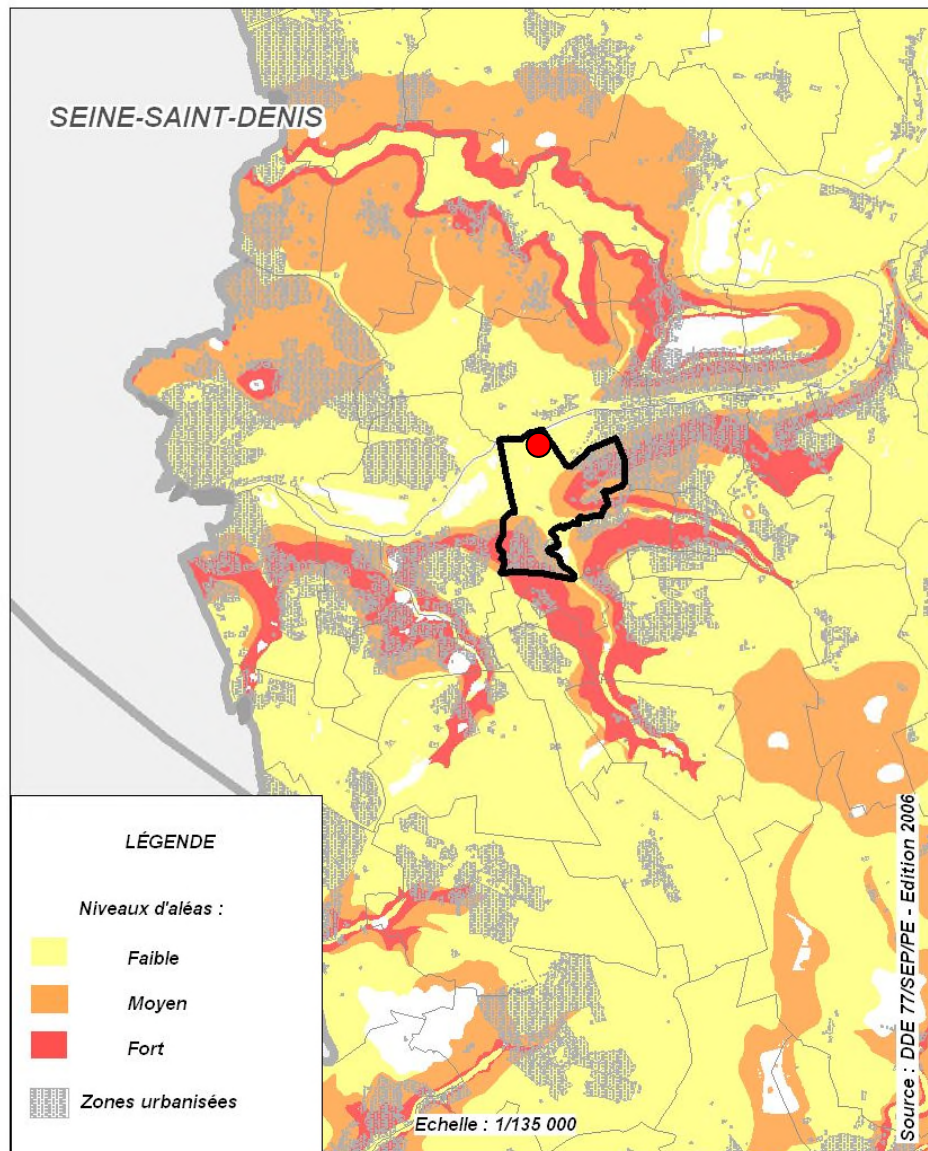 SEINE-SAINT-DENIS
LÉGENDE
Niveaux d'aléas :
Faible
Moyen
Fort
Zones urbanisées
Echelle : 1/135 000
Source : DDE 77/SEP/PE - Edition 2006